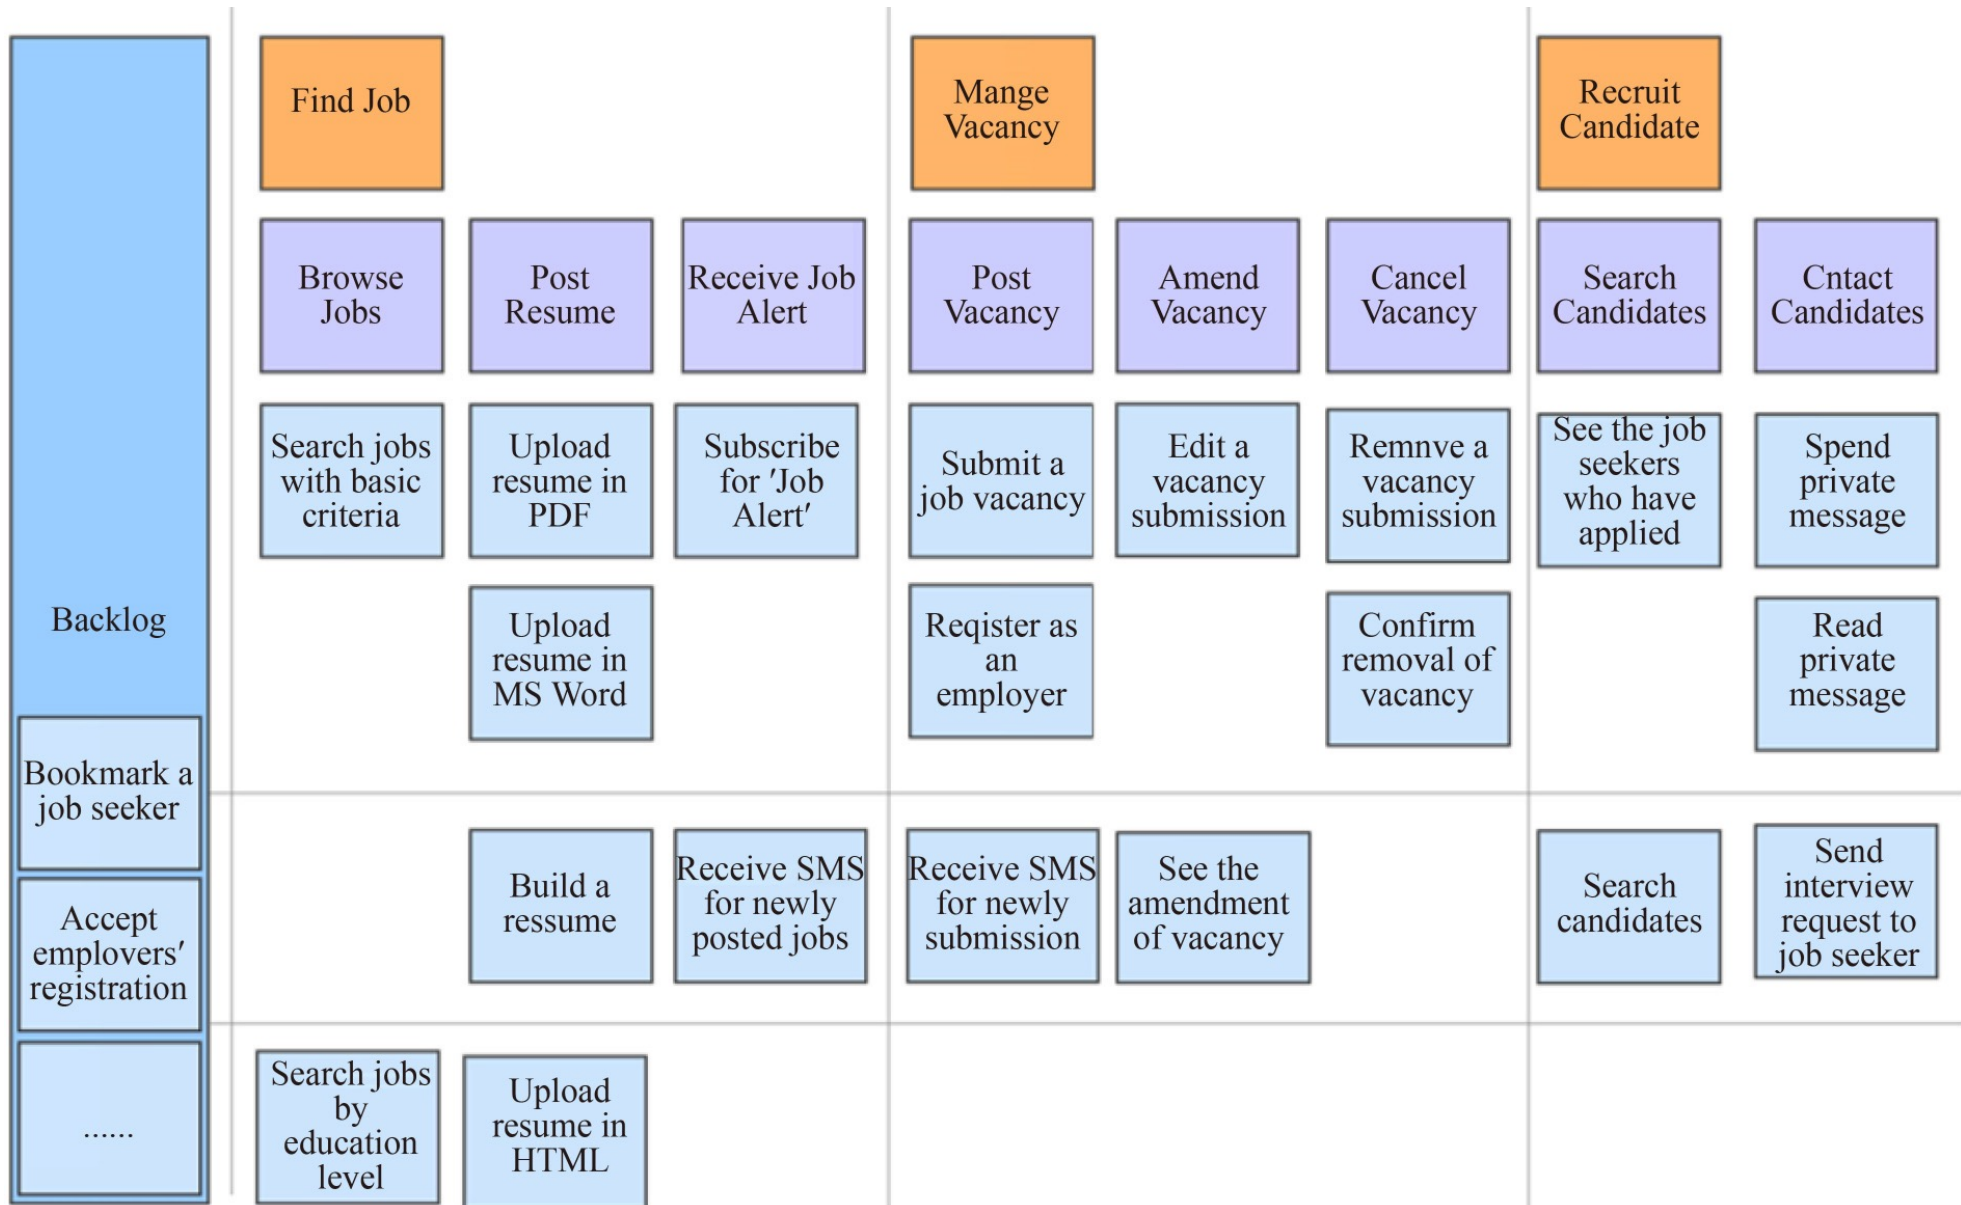 Find Job
Mange
Vacancy
Recruit
Candidate
Browse
Jobs
Post
Resume
Receive Job
Alert
Post
Vacancy
Amend
Vacancy
Cancel
Vacancy
Search
Candidates
Cntact
Candidates
Search jobs
with basic
criteria
Upload
resume in
PDF
Subscribe
for 'Job
Alert'
Submit a
job vacancy
Edit a
vacancy
submission
Remnve a
vacancy
submission
See the job
seekers
who have
applied
Spend
private
message
Backlog
Upload
resume in
MS Word
Reqister as
an
employer
Confirm
removal of
vacancy
Read
private
message
Bookmark a
job seeker
Build a
ressume
Receive SMS
for newly
posted jobs
Receive SMS
for newly
submission
See the
amendment
of vacancy
Search
candidates
Send
interview
request to
job seeker
Accept
employers'
registration
......
Search jobs
by
education
level
Upload
resume in
HTML